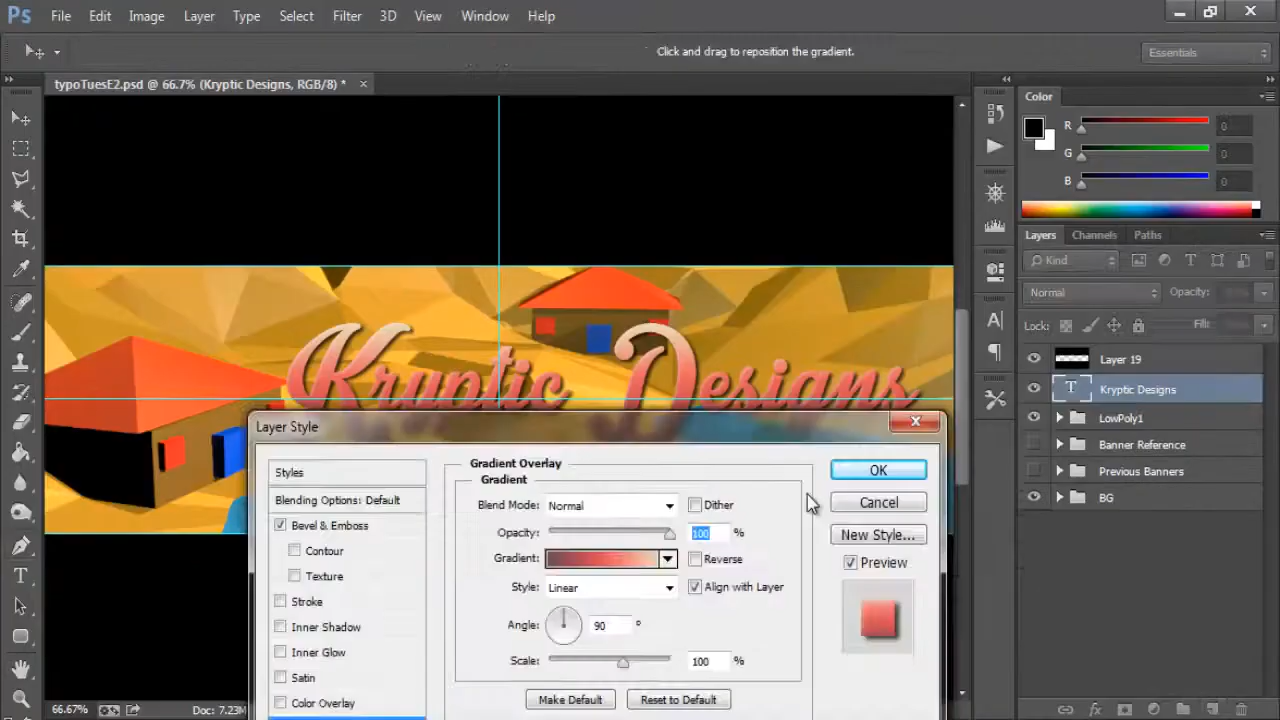 Ps File Edit Image Layer Type Select Filter 3D View Window Help
Click and drag to reposition the gradient.
Essentials
typoTuesE2.psd @ 66.7% (Kryptic Designs, RGB/8) *
Color
R 0
G 0
B 0
Layers Channels Paths
Kind
Normal Opacity:
Lock: Fill:
Layer 19
T Kryptic Designs
LowPoly1
Banner Reference
Previous Banners
BG
Kryptic Designs
Layer Style
Styles
Blending Options: Default
Bevel & Emboss
Contour
Texture
Stroke
Inner Shadow
Inner Glow
Satin
Color Overlay
Gradient Overlay
Gradient
Blend Mode: Normal Dither
Opacity: 100 %
Gradient: Reverse
Style: Linear Align with Layer
Angle: 90 °
Scale: 100 %
Make Default Reset to Default
OK
Cancel
New Style...
Preview
66.67% Doc: 7.23M